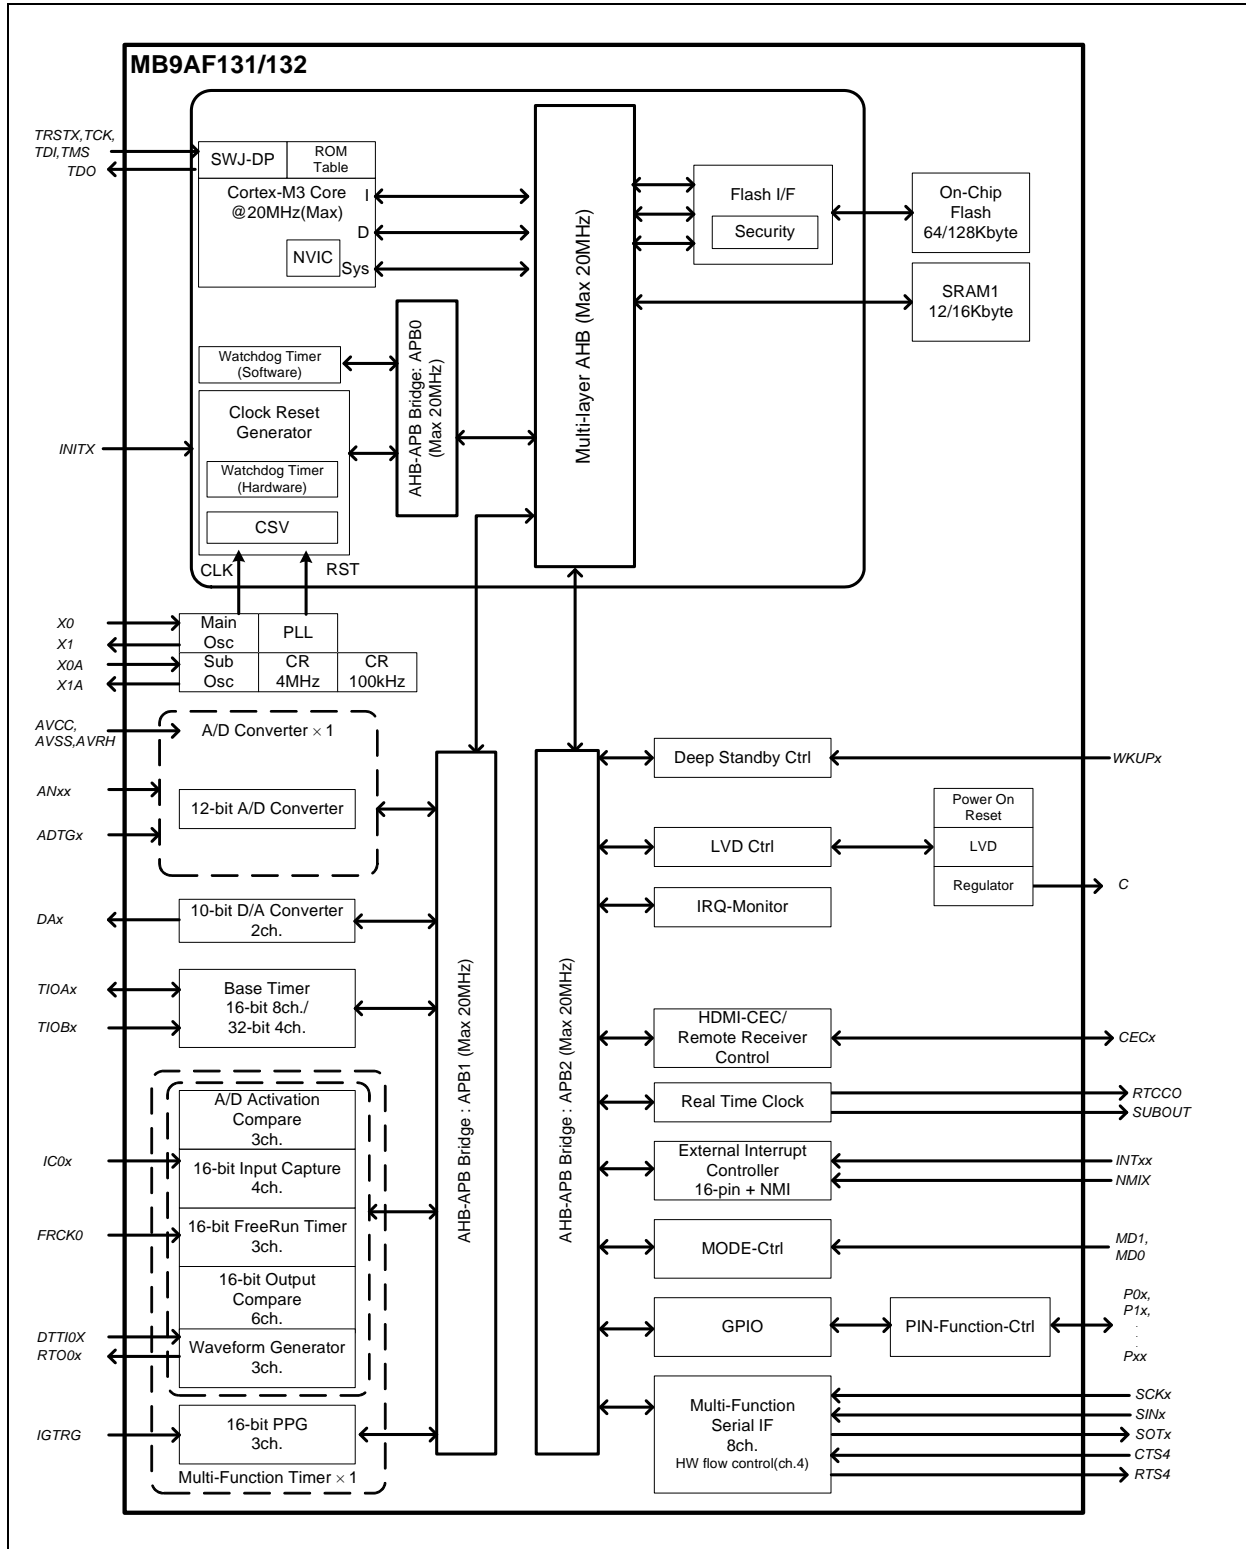 MB9AF131/132
TRSTX,TCK,
TDI,TMS
TDO
SWJ-DP
ROM
Table
Cortex-M3 Core
@20MHz(Max)
I
D
NVIC
Sys
Multi-layer AHB (Max 20MHz)
Flash I/F
Security
On-Chip
Flash
64/128Kbyte
SRAM1
12/16Kbyte
AHB-APB Bridge: APB0
(Max 20MHz)
Watchdog Timer
(Software)
INITX
Clock Reset
Generator
Watchdog Timer
(Hardware)
CSV
CLK
RST
X0
X1
X0A
X1A
Main
Osc
PLL
Sub
Osc
CR
4MHz
CR
100kHz
AVCC,
AVSS,AVRH
ANxx
ADTGx
A/D Converter × 1
12-bit A/D Converter
DAx
10-bit D/A Converter
2ch.
TIOAx
TIOBx
Base Timer
16-bit 8ch./
32-bit 4ch.
A/D Activation
Compare
3ch.
IC0x
16-bit Input Capture
4ch.
FRCK0
16-bit FreeRun Timer
3ch.
16-bit Output
Compare
6ch.
DTTI0X
RTO0x
Waveform Generator
3ch.
IGTRG
16-bit PPG
3ch.
Multi-Function Timer × 1
AHB-APB Bridge : APB1 (Max 20MHz)
AHB-APB Bridge : APB2 (Max 20MHz)
Deep Standby Ctrl
WKUPx
LVD Ctrl
Power On
Reset
LVD
Regulator
C
IRQ-Monitor
HDMI-CEC/
Remote Receiver
Control
CECx
Real Time Clock
RTCCO
SUBOUT
External Interrupt
Controller
16-pin + NMI
INTxx
NMIX
MODE-Ctrl
MD1,
MD0
GPIO
PIN-Function-Ctrl
P0x,
P1x,
.
.
.
Pxx
Multi-Function
Serial IF
8ch.
HW flow control(ch.4)
SCKx
SINx
SOTx
CTS4
RTS4